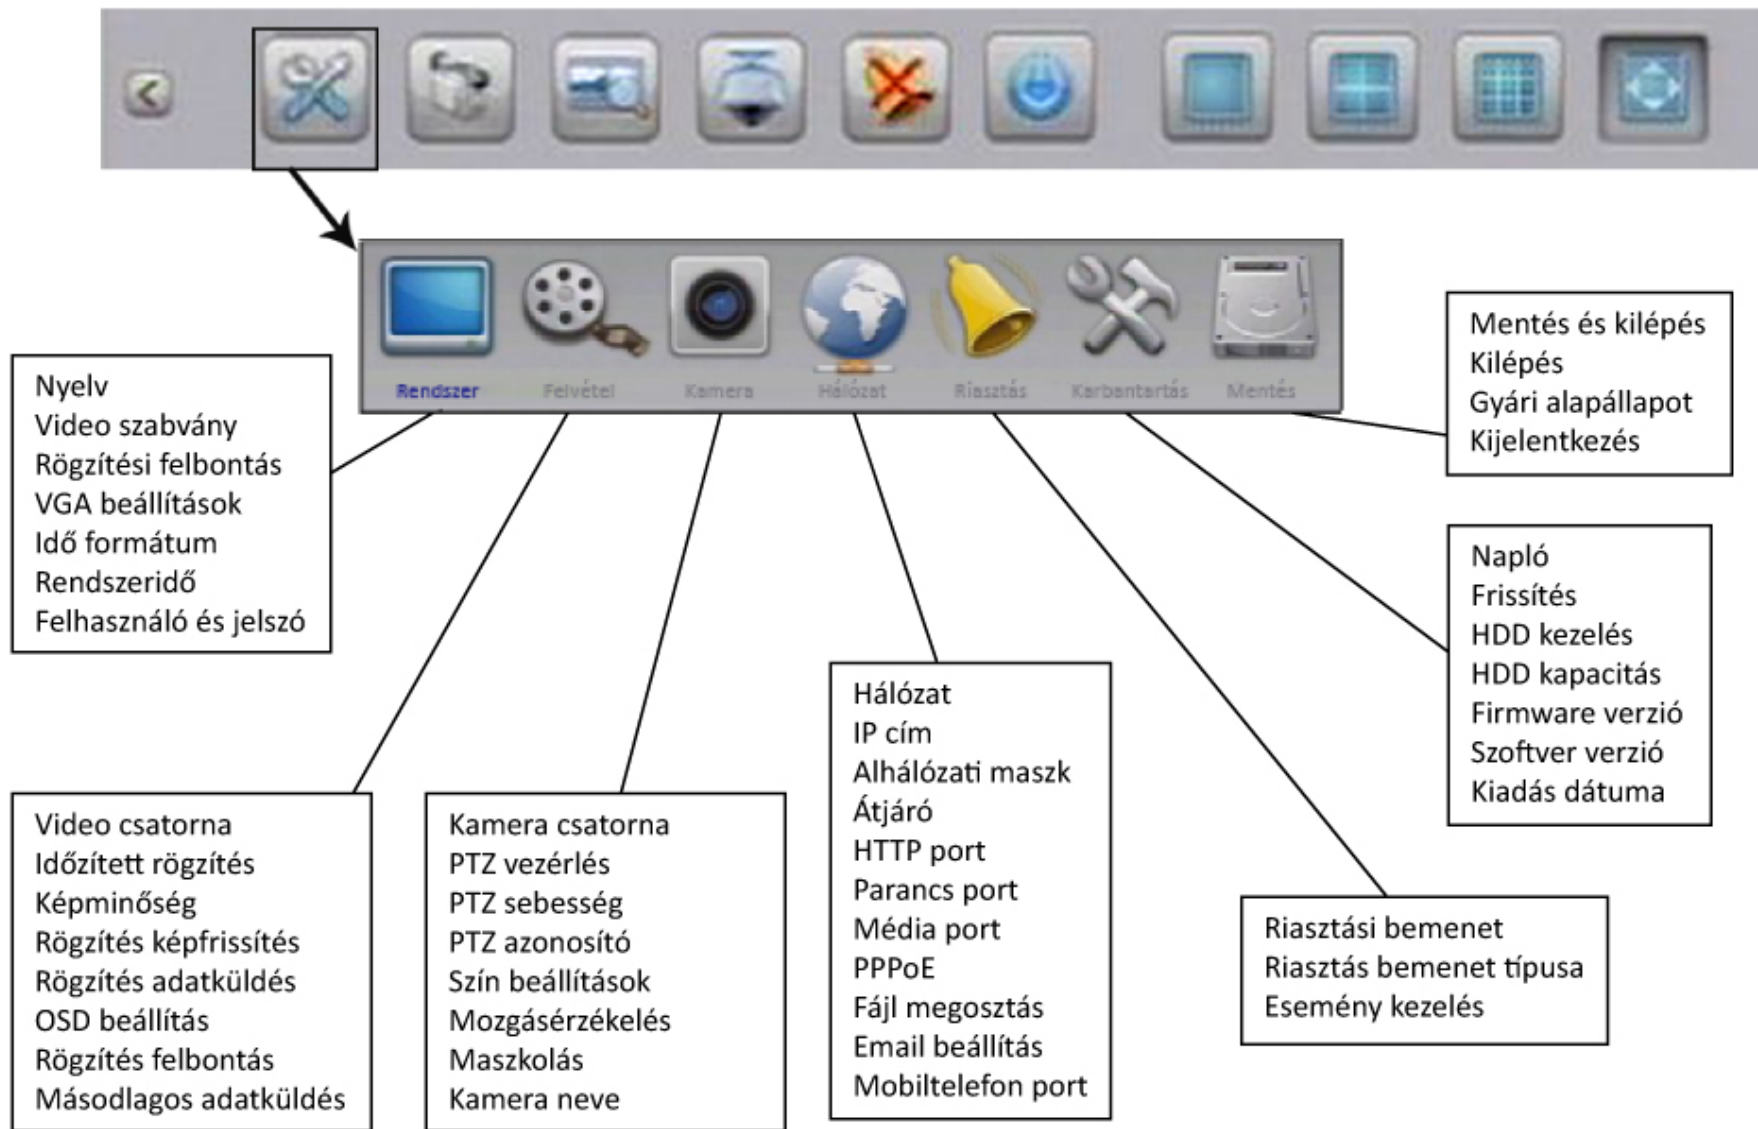 Rendszer
Felvétel
Kamera
Hálózat
Riasztás
Karbantartás
Mentés
Nyelv
Video szabvány
Rögzítési felbontás
VGA beállítások
Idő formátum
Rendszeridő
Felhasználó és jelszó
Video csatorna
Időzített rögzítés
Képminőség
Rögzítés képfrissítés
Rögzítés adatküldés
OSD beállítás
Rögzítés felbontás
Másodlagos adatküldés
Kamera csatorna
PTZ vezérlés
PTZ sebesség
PTZ azonosító
Szín beállítások
Mozgásérzékelés
Maszkolás
Kamera neve
Hálózat
IP cím
Alhálózati maszk
Átjáró
HTTP port
Parancs port
Média port
PPPoE
Fájl megosztás
Email beállítás
Mobiltelefon port
Riasztási bemenet
Riasztás bemenet típusa
Esemény kezelés
Napló
Frissítés
HDD kezelés
HDD kapacitás
Firmware verzió
Szoftver verzió
Kiadás dátuma
Mentés és kilépés
Kilépés
Gyári alapállapot
Kijelentkezés